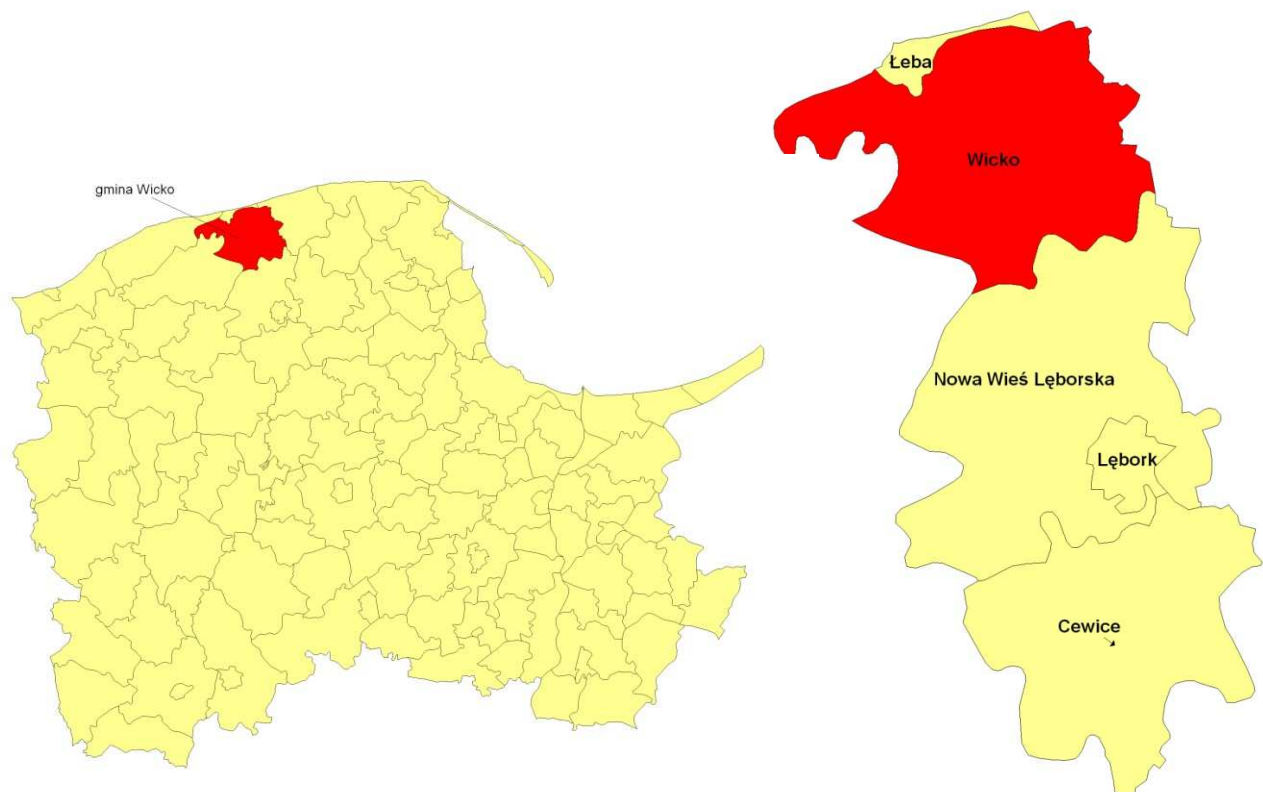 gmina Wicko
Łeba
Wicko
Nowa Wieś Lęborska
Lębork
Cewice